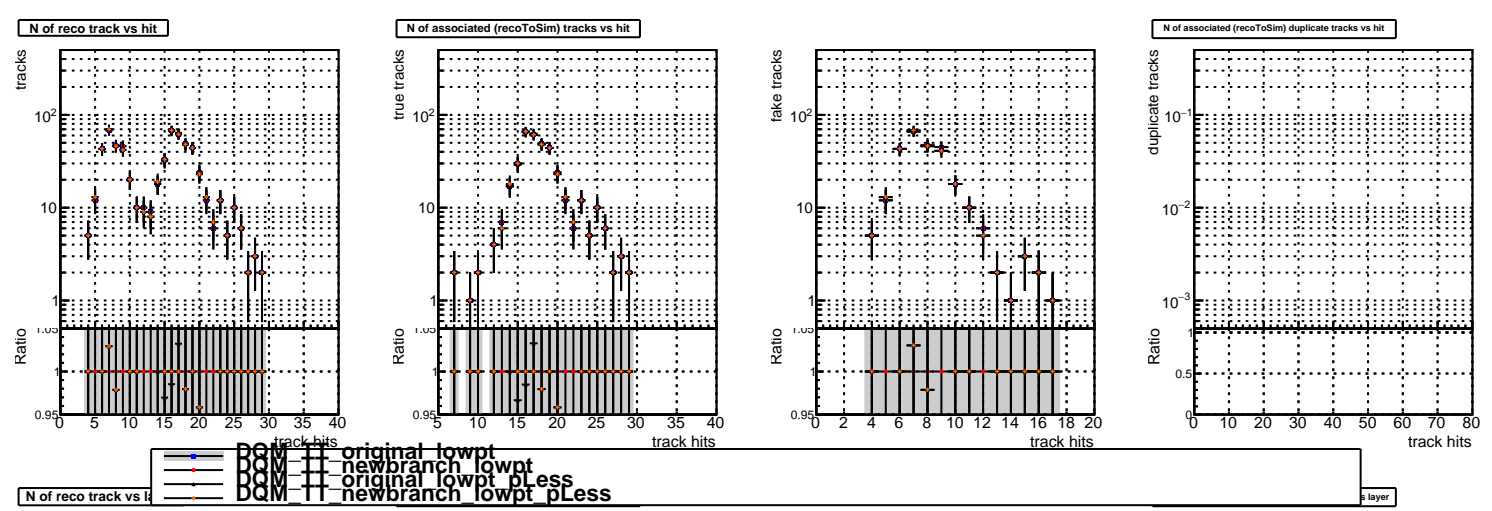 N of reco track vs hit
N of associated (recoToSim) tracks vs hit
N of associated (recoToSim) duplicate tracks vs hit
tracks
10²
10
1
Ratio
1.05
1
0.95
0 5 10 15 20 25 30 35 40
track hits
true tracks
10²
10
1
Ratio
1.05
1
0.95
5 10 15 20 25 30 35 40
track hits
fake tracks
10²
10
1
Ratio
1.05
1
0.95
0 2 4 6 8 10 12 14 16 18 20
track hits
duplicate tracks
10⁻¹
10⁻²
10⁻³
Ratio
1
0.5
0
0 10 20 30 40 50 60 70 80
track hits
DQM_TT_original_lowpt
DQM_TT_newbranch_lowpt
DQM_TT_original_lowpt_pLess
DQM_TT_newbranch_lowpt_pLess
N of reco track vs
layer